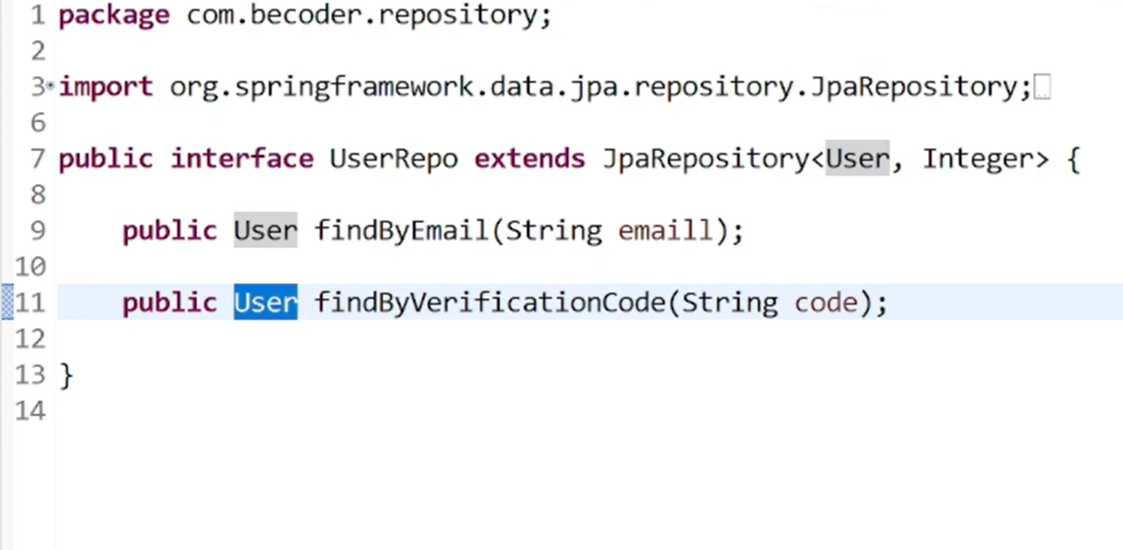 1 package com.becoder.repository;
2
3 import org.springframework.data.jpa.repository.JpaRepository;
6
7 public interface UserRepo extends JpaRepository<User, Integer> {
8
9 public User findByEmail(String emaill);
10
11 public User findByVerificationCode(String code);
12
13 }
14